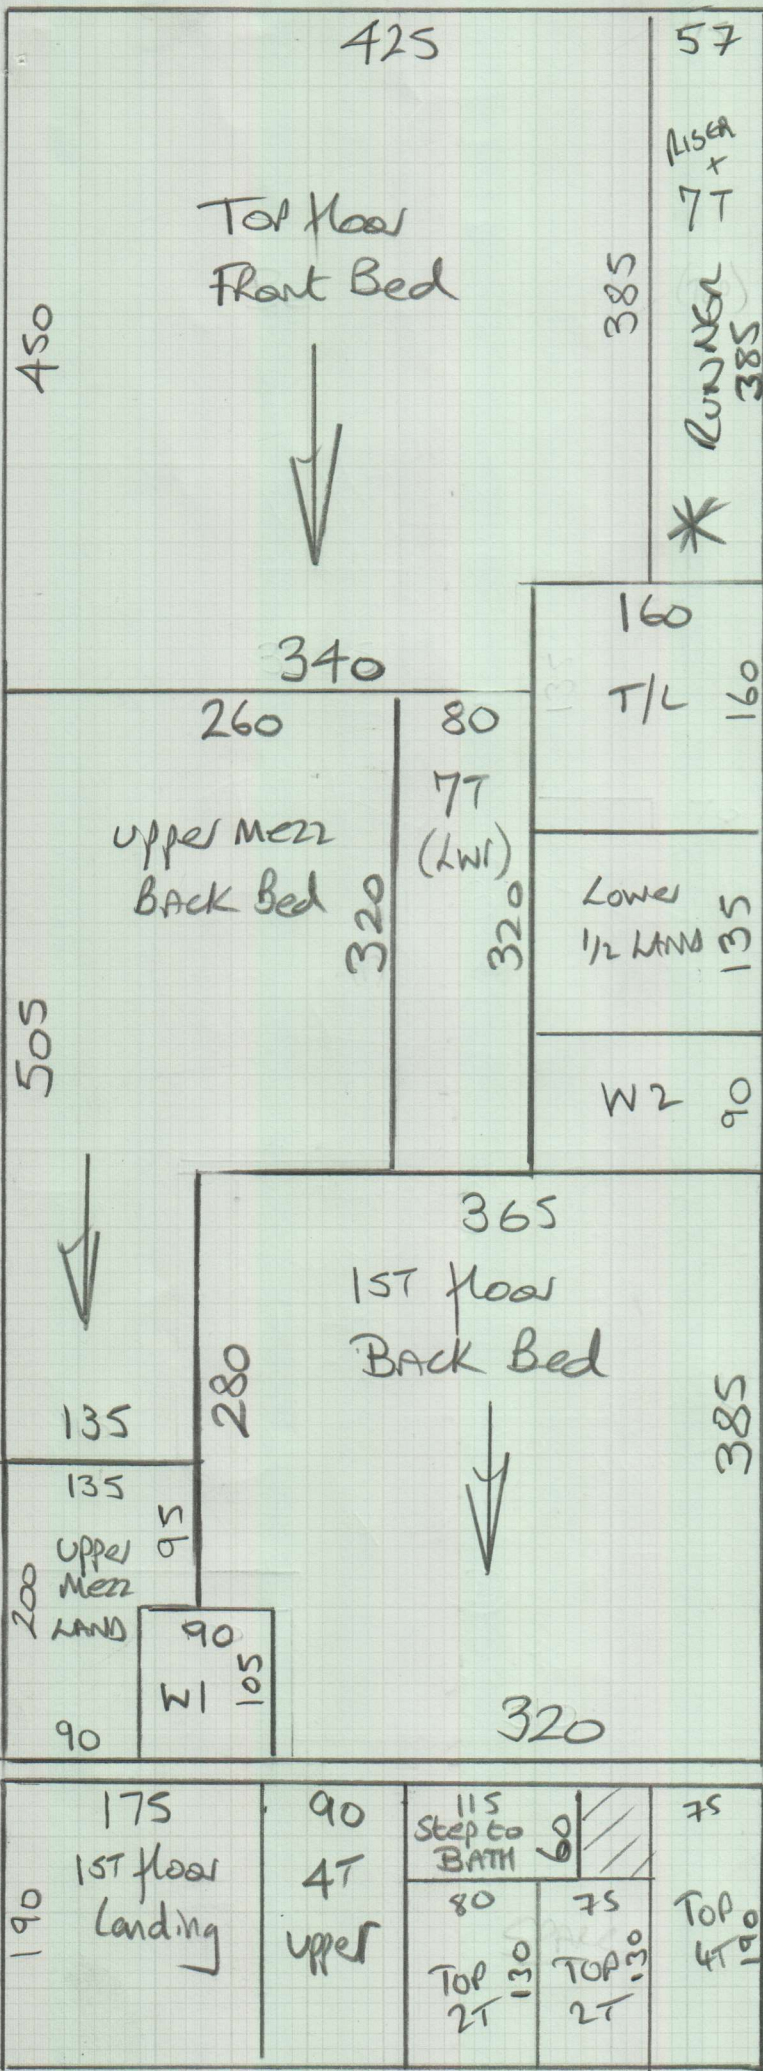 425
57
RISER
+
7T
RUNNER
385
*
Top floor
Front Bed
385
450
340
160
T/L
160
260
80
7T
(LW1)
Upper Mezz
Back Bed
320
320
Lower
1/2 LAND
135
505
W2
90
365
1ST floor
Back Bed
280
385
135
135
95
Upper
Mezz
LAND
200
90
W1
105
90
320
175
1ST floor
Landing
190
90
4T
upper
115
Step to
BATH
60
80
TOP
2T
130
75
TOP
2T
130
75
TOP
4T
190